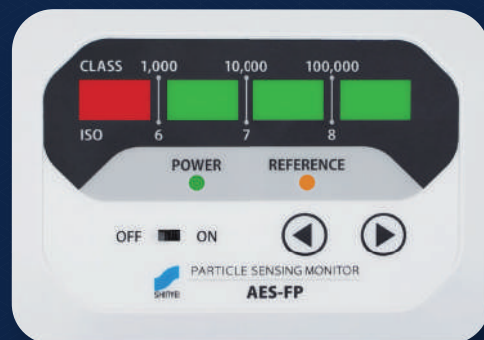 CLASS 1,000 10,000 100,000
ISO 6 7 8
POWER REFERENCE
OFF ON
SHINYEI
PARTICLE SENSING MONITOR
AES-FP